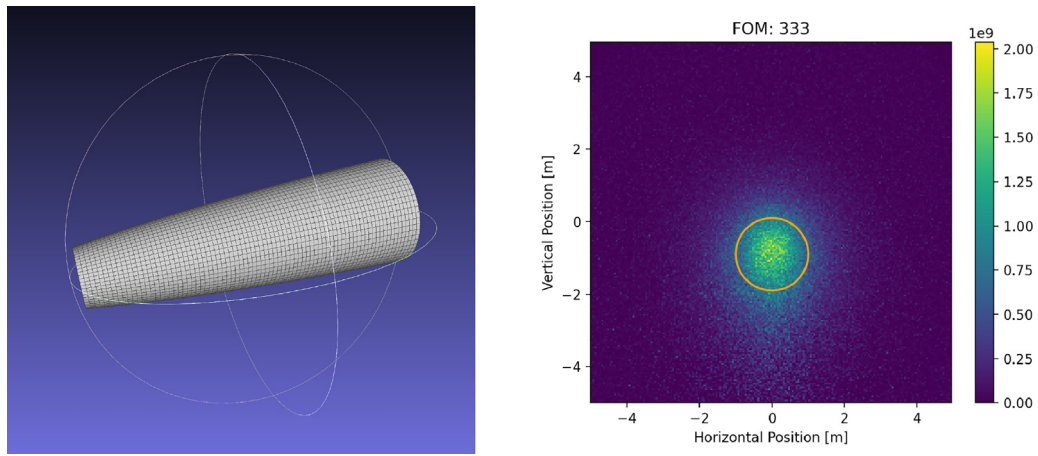 FOM: 333
1e9
2.00
1.75
1.50
1.25
1.00
0.75
0.50
0.25
0.00
4
2
0
−2
−4
Vertical Position [m]
−4 −2 0 2 4
Horizontal Position [m]